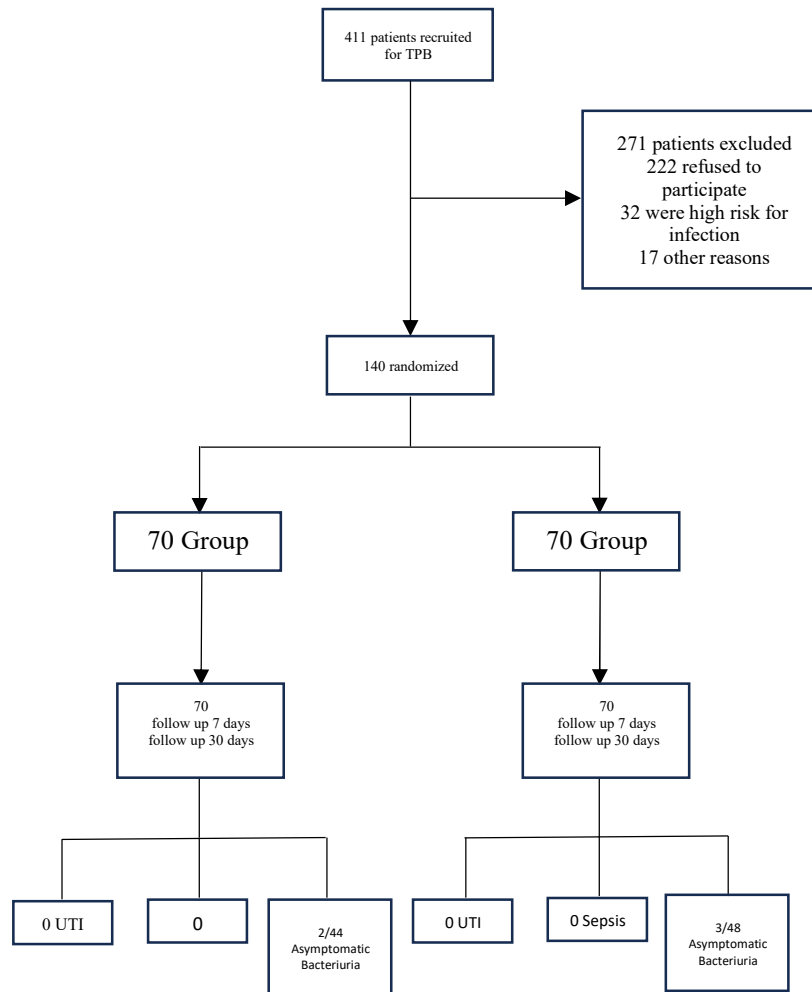 411 patients recruited
for TPB
271 patients excluded
222 refused to
participate
32 were high risk for
infection
17 other reasons
140 randomized
70 Group
70 Group
70
follow up 7 days
follow up 30 days
70
follow up 7 days
follow up 30 days
0 UTI
0
2/44
Asymptomatic
Bacteriuria
0 UTI
0 Sepsis
3/48
Asymptomatic
Bacteriuria